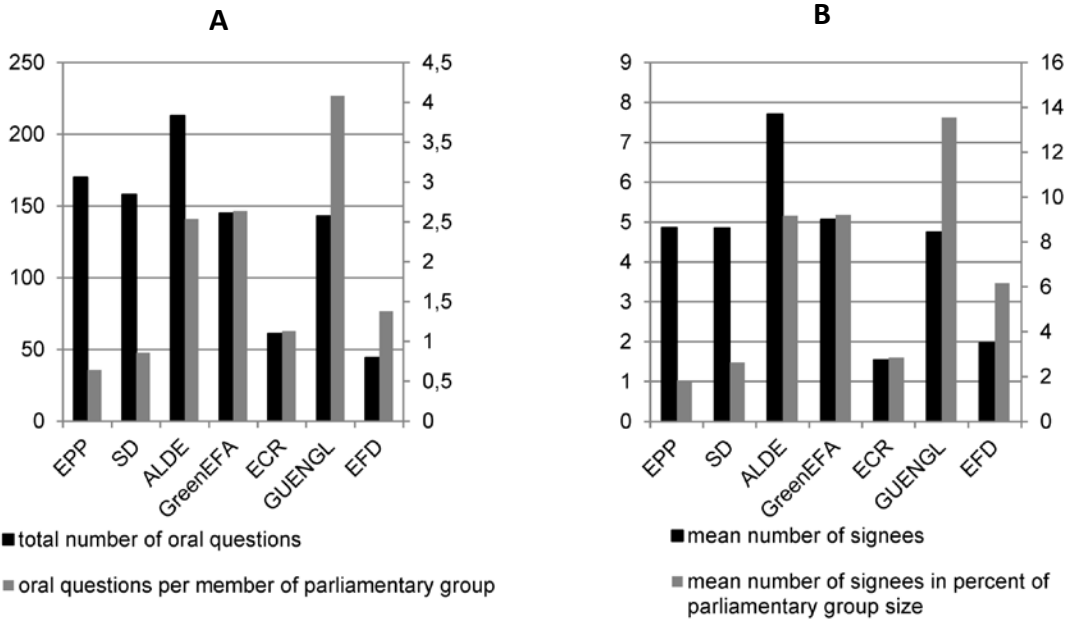 A
B
250
200
150
100
50
0
4,5
4
3,5
3
2,5
2
1,5
1
0,5
0
EPP
SD
ALDE
GreenEFA
ECR
GUENGL
EFD
total number of oral questions
oral questions per member of parliamentary group
9
8
7
6
5
4
3
2
1
0
16
14
12
10
8
6
4
2
0
EPP
SD
ALDE
GreenEFA
ECR
GUENGL
EFD
mean number of signees
mean number of signees in percent of
parliamentary group size